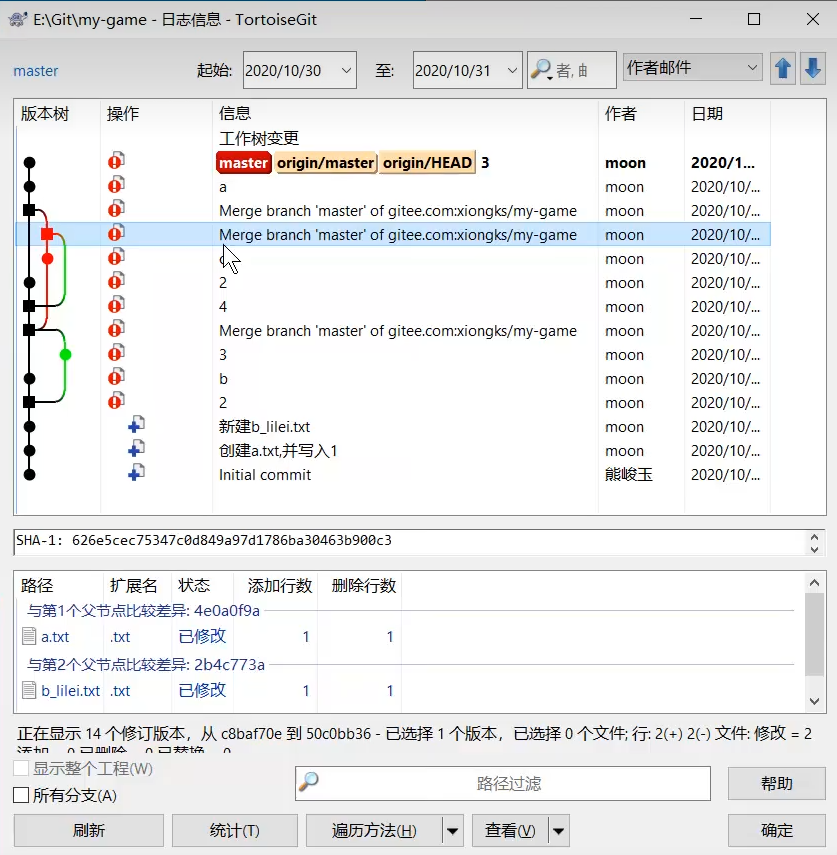 E:\Git\my-game - 日志信息 - TortoiseGit
master 起始: 2020/10/30 至: 2020/10/31 者, 由 作者邮件
版本树 操作 信息 作者 日期
工作树变更
master origin/master origin/HEAD 3 moon 2020/1...
a moon 2020/10/...
Merge branch 'master' of gitee.com:xiongks/my-game moon 2020/10/...
Merge branch 'master' of gitee.com:xiongks/my-game moon 2020/10/...
moon 2020/10/...
2 moon 2020/10/...
4 moon 2020/10/...
Merge branch 'master' of gitee.com:xiongks/my-game moon 2020/10/...
3 moon 2020/10/...
b moon 2020/10/...
2 moon 2020/10/...
新建b_lilei.txt moon 2020/10/...
创建a.txt,并写入1 moon 2020/10/...
Initial commit 熊峻玉 2020/10/...
SHA-1: 626e5cec75347c0d849a97d1786ba30463b900c3
路径 扩展名 状态 添加行数 删除行数
与第1个父节点比较差异: 4e0a0f9a
a.txt .txt 已修改 1 1
与第2个父节点比较差异: 2b4c773a
b_lilei.txt .txt 已修改 1 1
正在显示 14 个修订版本，从 c8baf70e 到 50c0bb36 - 已选择 1 个版本，已选择 0 个文件; 行: 2(+) 2(-) 文件: 修改 = 2
显示整个工程(W)
路径过滤 帮助
所有分支(A)
刷新 统计(T) 遍历方法(H) 查看(V) 确定